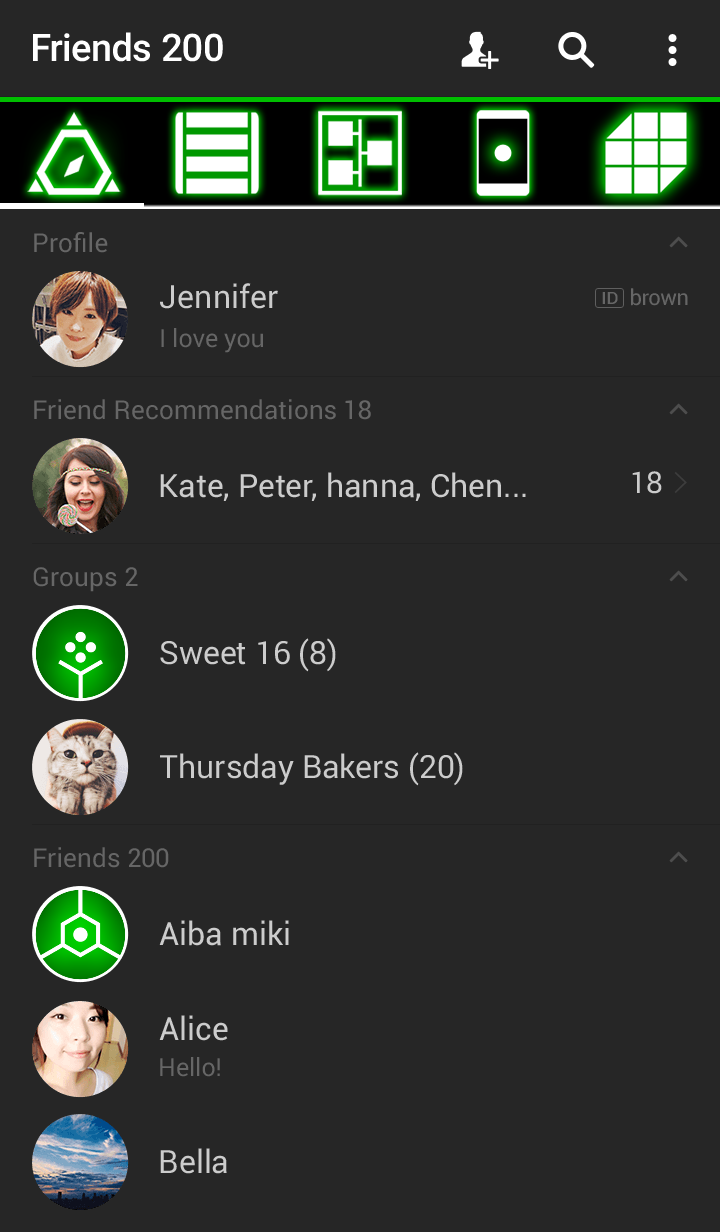 Friends 200
Profile
Jennifer
ID brown
I love you
Friend Recommendations 18
Kate, Peter, hanna, Chen...
18
Groups 2
Sweet 16 (8)
Thursday Bakers (20)
Friends 200
Aiba miki
Alice
Hello!
Bella